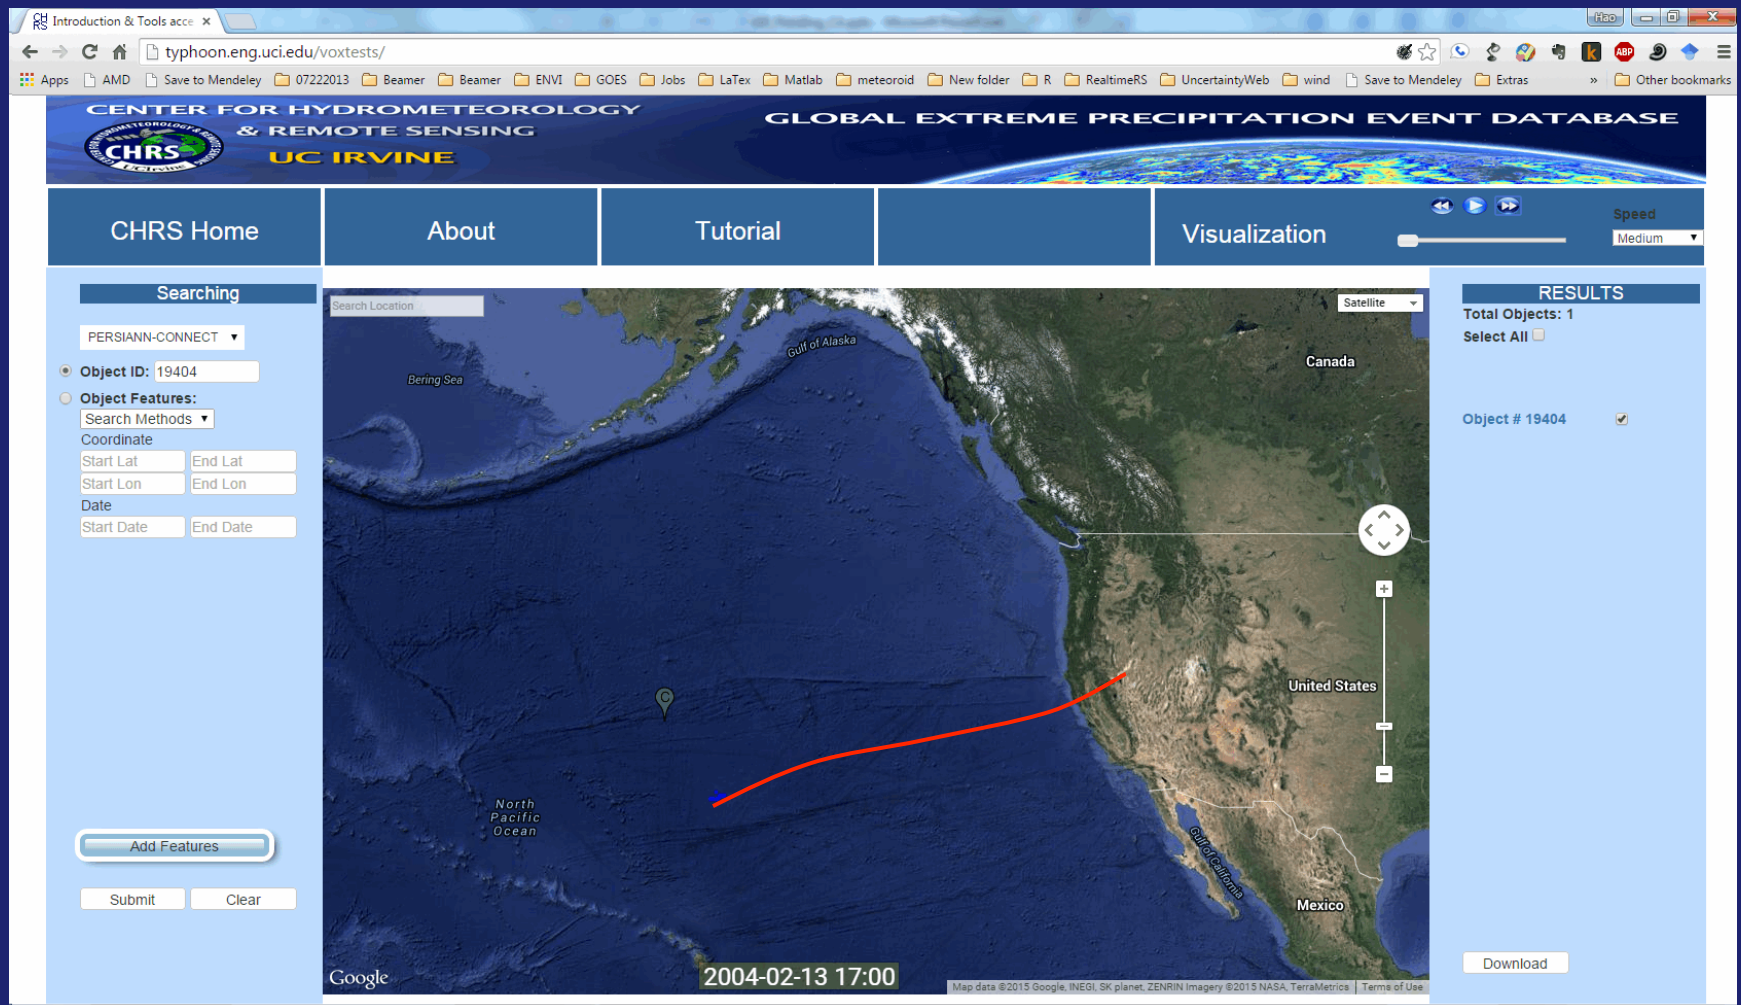 Introduction & Tools acce
Hao
typhoon.eng.uci.edu/voxtests/
Apps AMD Save to Mendeley 07222013 Beamer Beamer ENVI GOES Jobs LaTex Matlab meteoroid New folder R RealtimeRS UncertaintyWeb wind Save to Mendeley Extras » Other bookmarks
CENTER FOR HYDROMETEOROLOGY
& REMOTE SENSING
UC IRVINE
CHRS
UCIrvine
GLOBAL EXTREME PRECIPITATION EVENT DATABASE
CHRS Home
About
Tutorial
Visualization
Speed
Medium
Searching
PERSIANN-CONNECT
Object ID: 19404
Object Features:
Search Methods
Coordinate
Start Lat End Lat
Start Lon End Lon
Date
Start Date End Date
Add Features
Submit Clear
Search Location
Satellite
Gulf of Alaska
Bering Sea
Canada
C
United States
North
Pacific
Ocean
Gulf of California
Mexico
Google
2004-02-13 17:00
Map data ©2015 Google, INEGI, SK planet, ZENRIN Imagery ©2015 NASA, TerraMetrics Terms of Use
RESULTS
Total Objects: 1
Select All
Object # 19404
Download